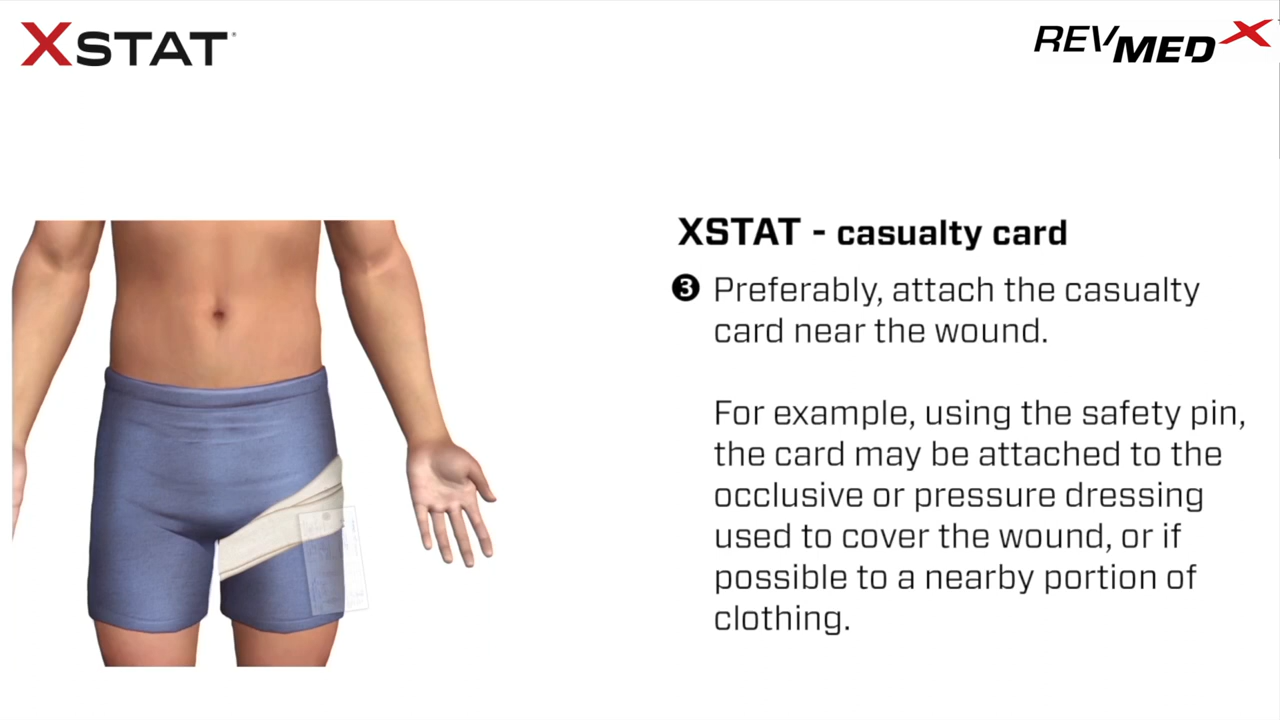 XSTAT®
REVMEDX
XSTAT - casualty card
❸ Preferably, attach the casualty
card near the wound.
For example, using the safety pin,
the card may be attached to the
occlusive or pressure dressing
used to cover the wound, or if
possible to a nearby portion of
clothing.